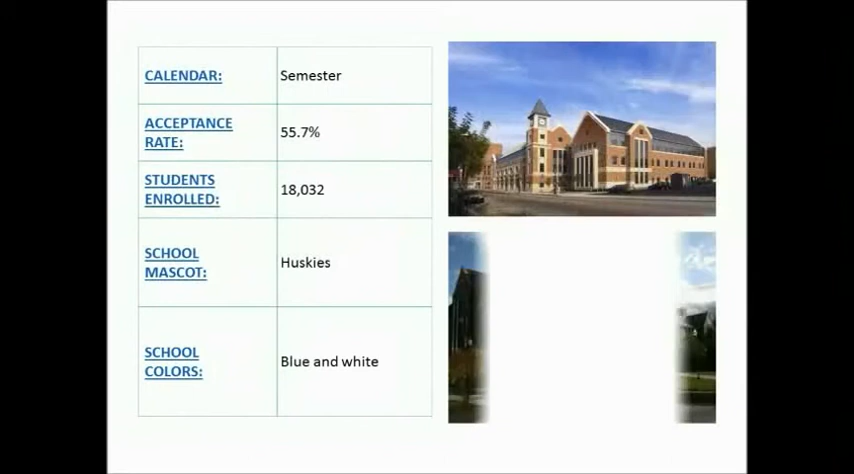 CALENDAR: Semester
ACCEPTANCE
RATE: 55.7%
STUDENTS
ENROLLED: 18,032
SCHOOL
MASCOT: Huskies
SCHOOL
COLORS: Blue and white